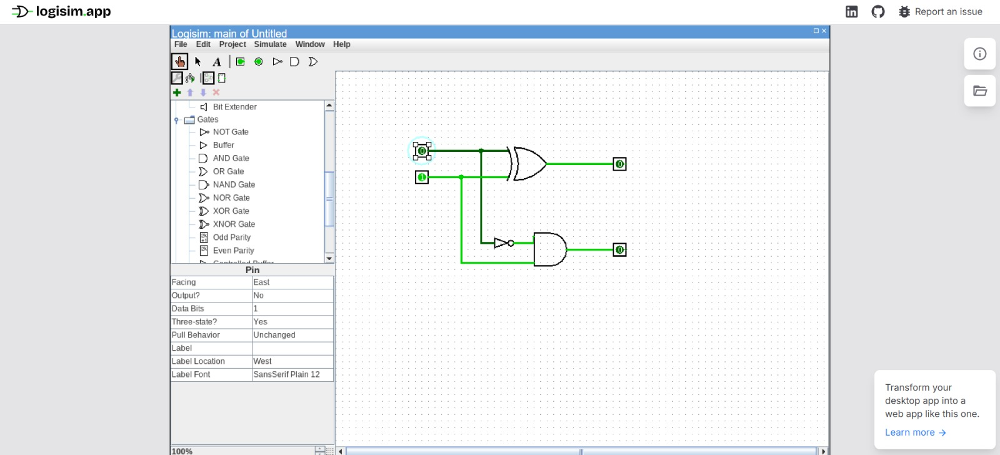 logisim.app
Report an issue
Logisim: main of Untitled
File Edit Project Simulate Window Help
A
Bit Extender
Gates
NOT Gate
Buffer
AND Gate
OR Gate
NAND Gate
NOR Gate
XOR Gate
XNOR Gate
Odd Parity
Even Parity
Controlled Buffer
Pin
Facing East
Output? No
Data Bits 1
Three-state? Yes
Pull Behavior Unchanged
Label
Label Location West
Label Font SansSerif Plain 12
100%
0
1
0
0
Transform your
desktop app into a
web app like this one.
Learn more →